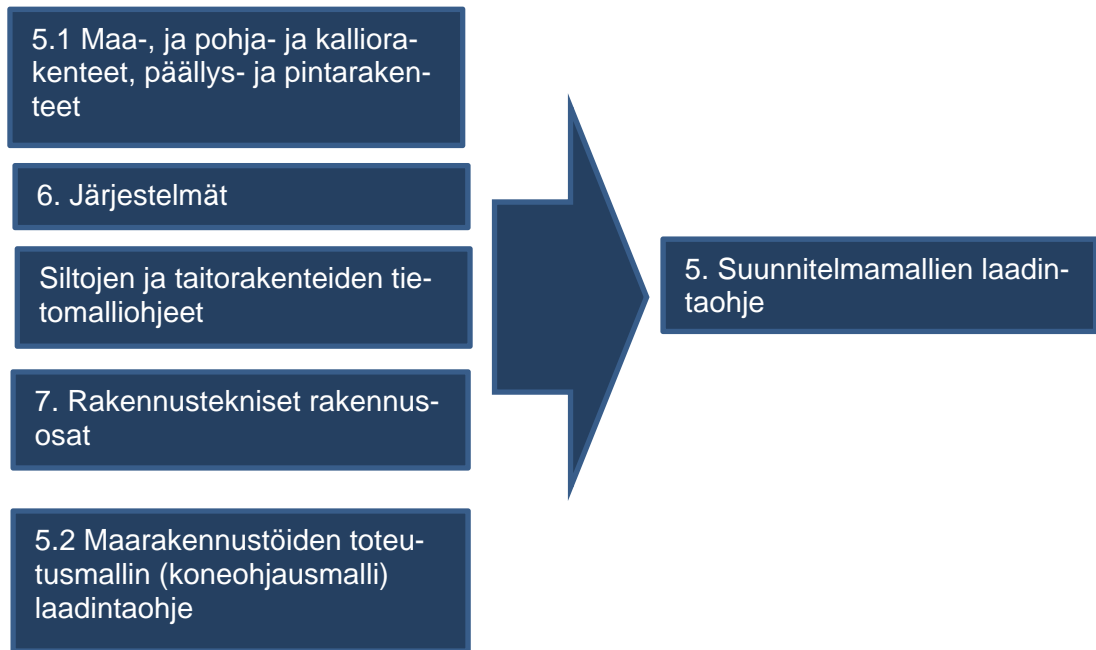 5.1 Maa-, ja pohja- ja kalliora-
kenteet, päällys- ja pintaraken-
teet
6. Järjestelmät
Siltojen ja taitorakenteiden tie-
tomalliohjeet
7. Rakennustekniset rakennus-
osat
5.2 Maarakennustöiden toteu-
tusmallin (koneohjausmalli)
laadintaohje
5. Suunnitelmamallien laadin-
taohje